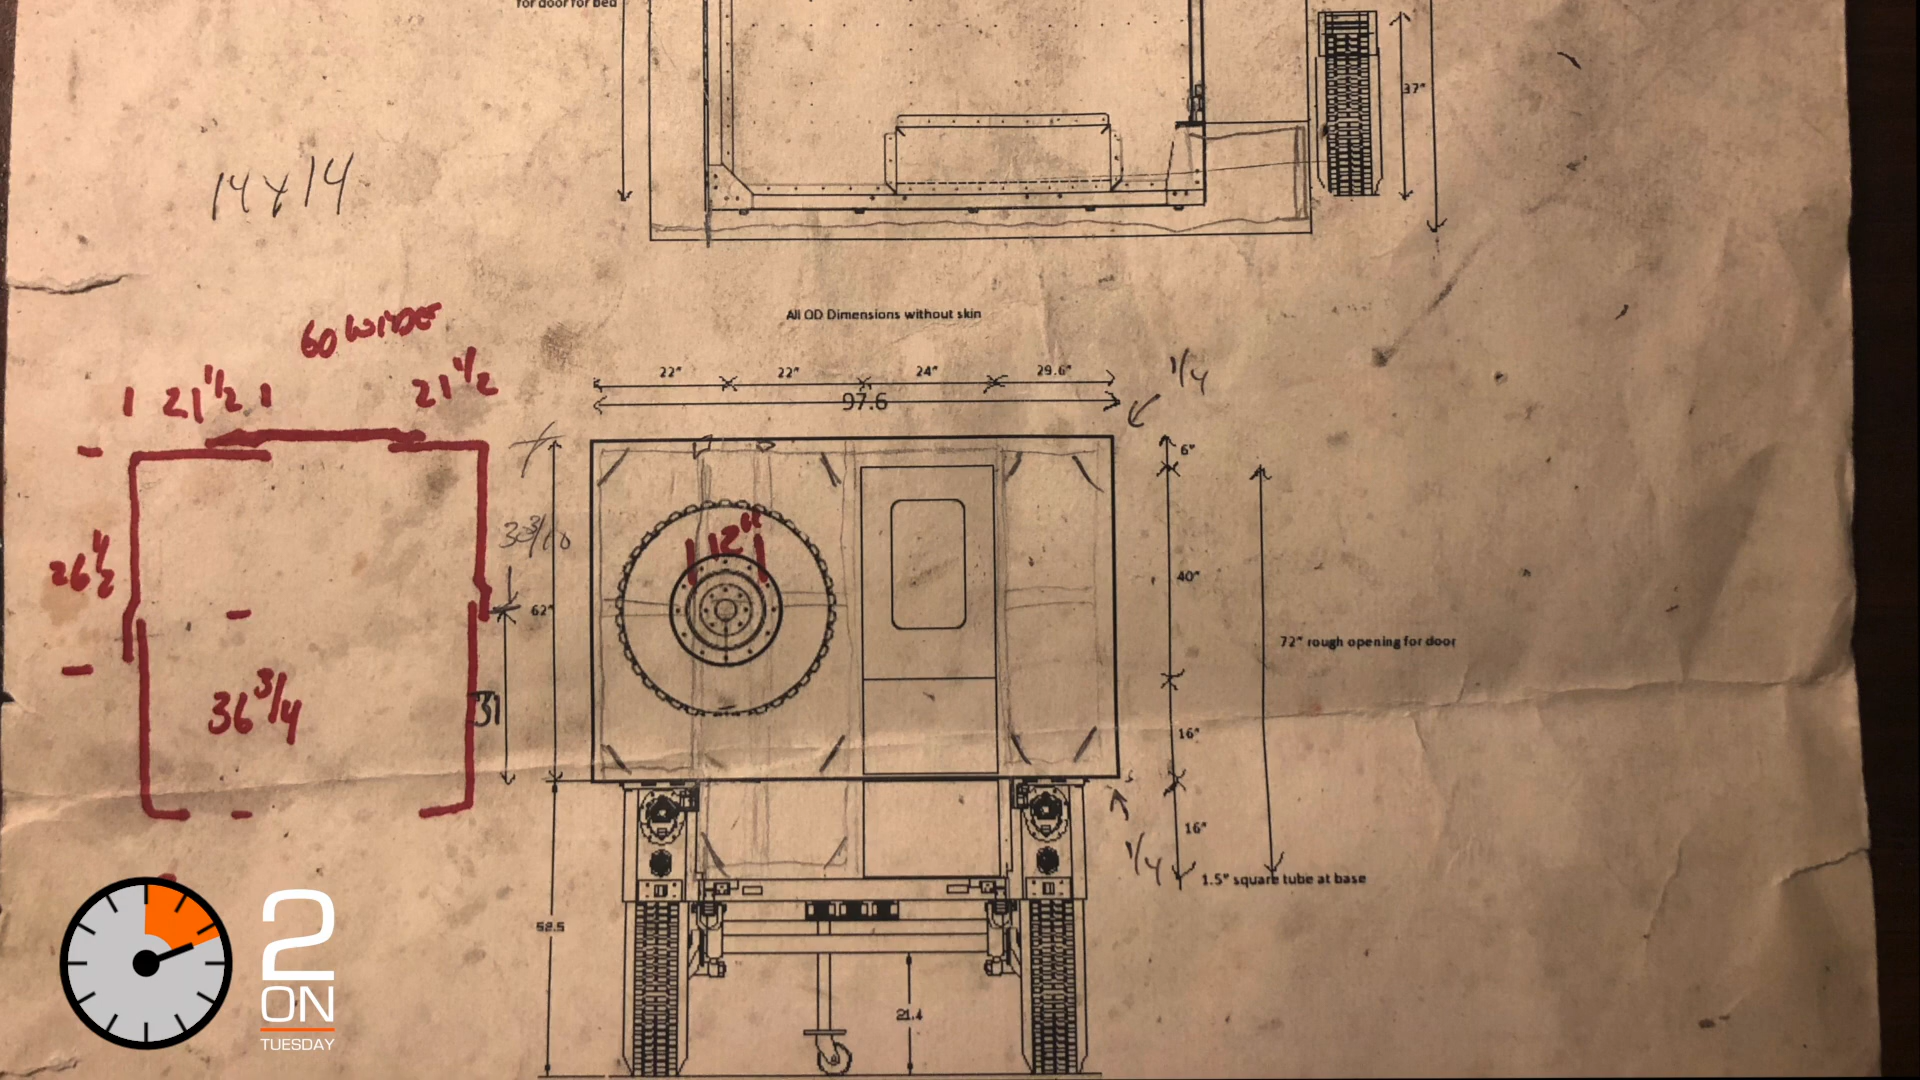 for door for bed
37"
14x14
All OD Dimensions without skin
60 WIDE
22" 22" 24" 29.6"
97.6
1/4
21 1/2 21 1/2
6"
12"
26 1/2
62"
40"
72" rough opening for door
36 3/4
31
16"
16"
1/4
1.5" square tube at base
52.5
21.4
2
ON
TUESDAY